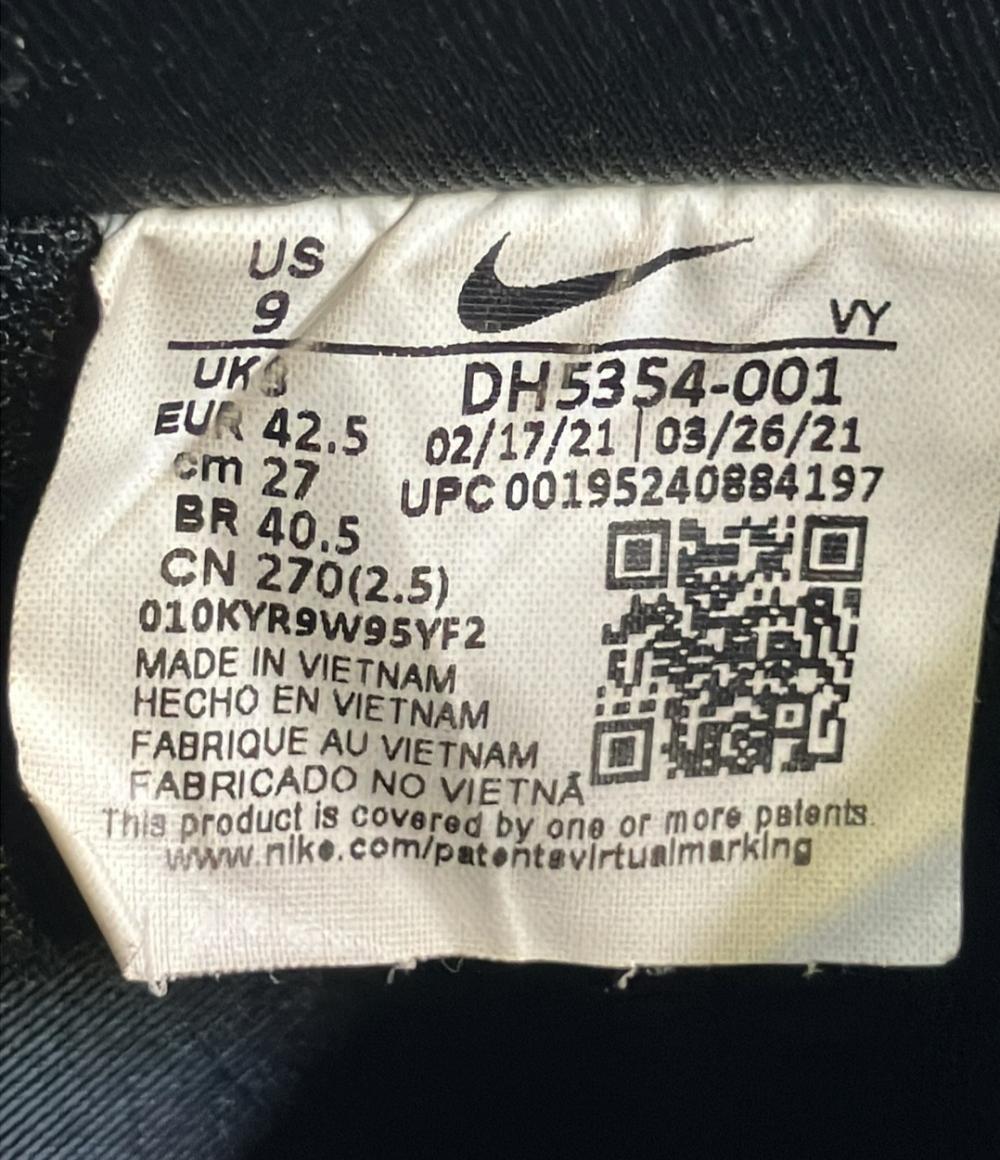 US
9
VY
UK
EUR 42.5
cm 27
BR 40.5
CN 270(2.5)
DH5354-001
02/17/21 | 03/26/21
UPC 00195240884197
010KYR9W95YF2
MADE IN VIETNAM
HECHO EN VIETNAM
FABRIQUE AU VIETNAM
FABRICADO NO VIETNÃ
This product is covered by one or more patents.
www.nike.com/patentsvirtualmarking